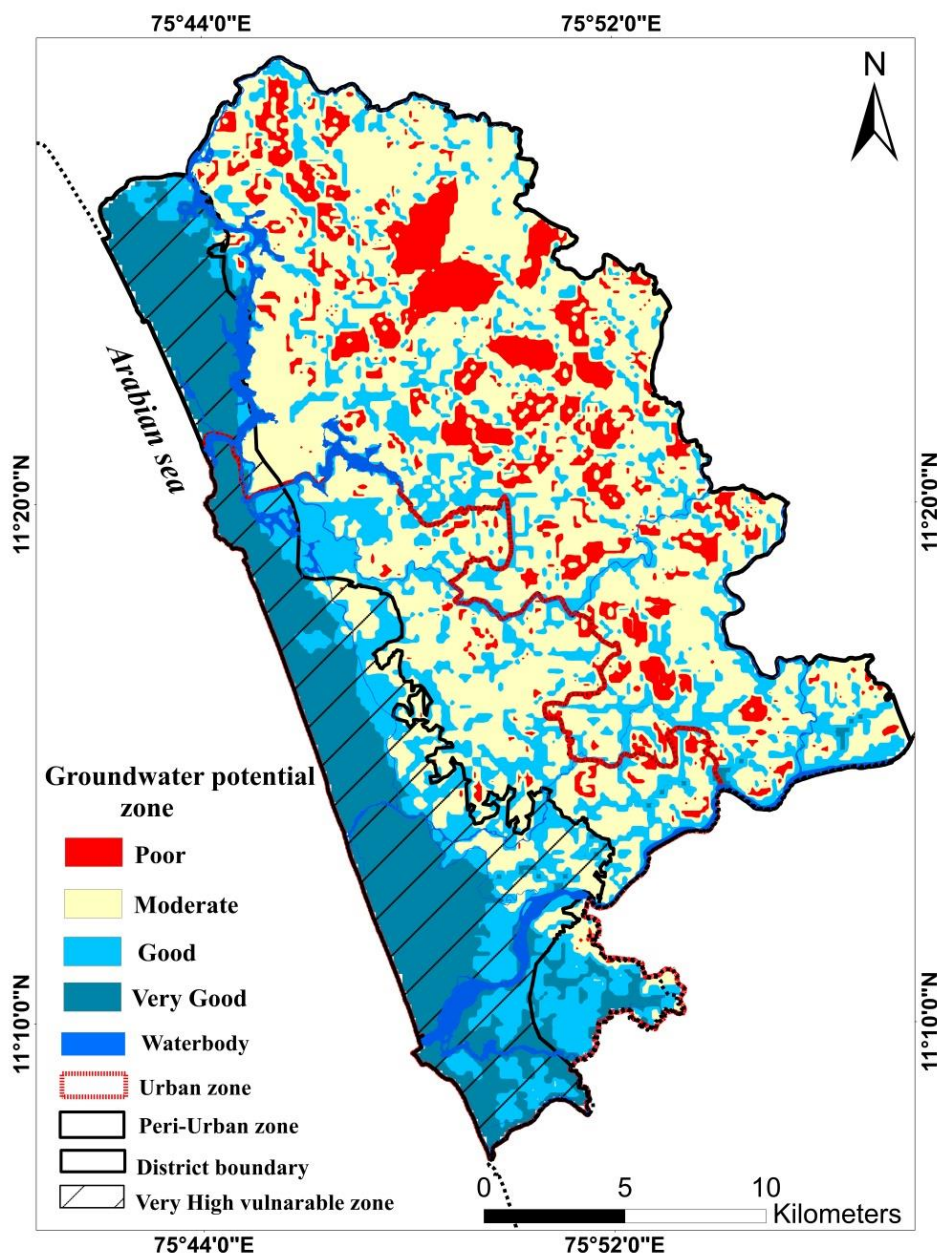 75°44'0"E
75°52'0"E
N
Arabian sea
11°20'0"N
11°20'0"N
Groundwater potential
zone
Poor
Moderate
Good
Very Good
Waterbody
Urban zone
Peri-Urban zone
District boundary
Very High vulnarable zone
11°10'0"N
11°10'0"N
0 5 10
Kilometers
75°44'0"E
75°52'0"E